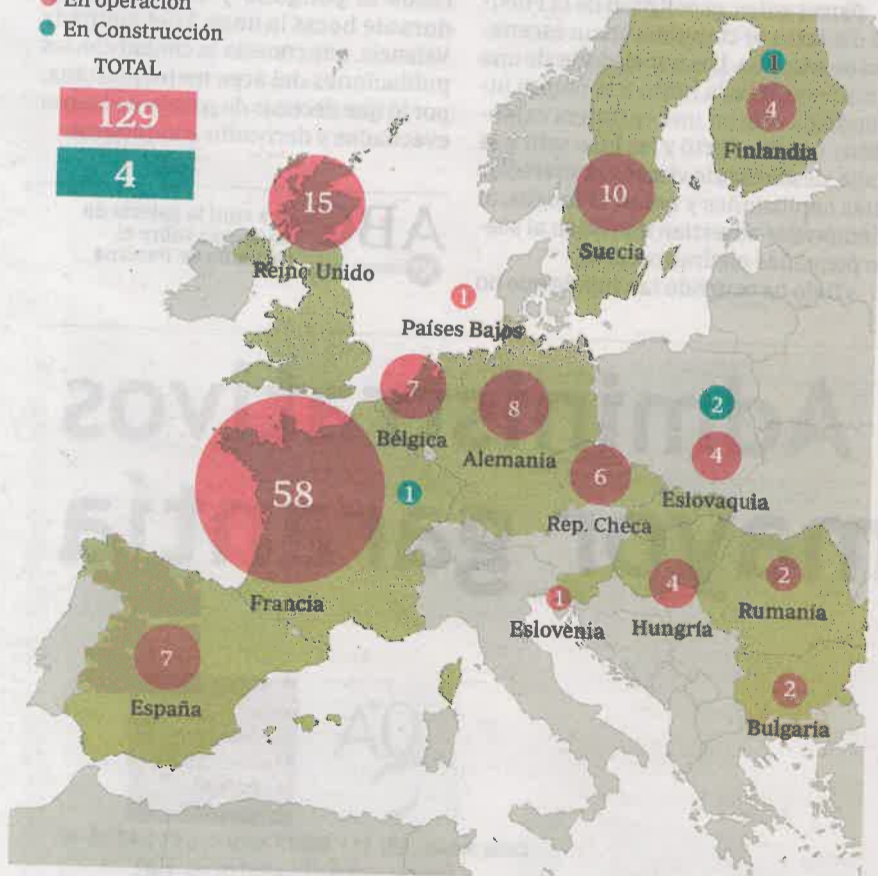 En operación
En Construcción
TOTAL
129
4
1
4
Finlandia
15
Reino Unido
10
Suecia
1
Países Bajos
7
Bélgica
8
Alemania
2
4
Eslovaquia
6
Rep. Checa
58
1
Francia
1
Eslovenia
4
Hungría
2
Rumanía
7
España
2
Bulgaria